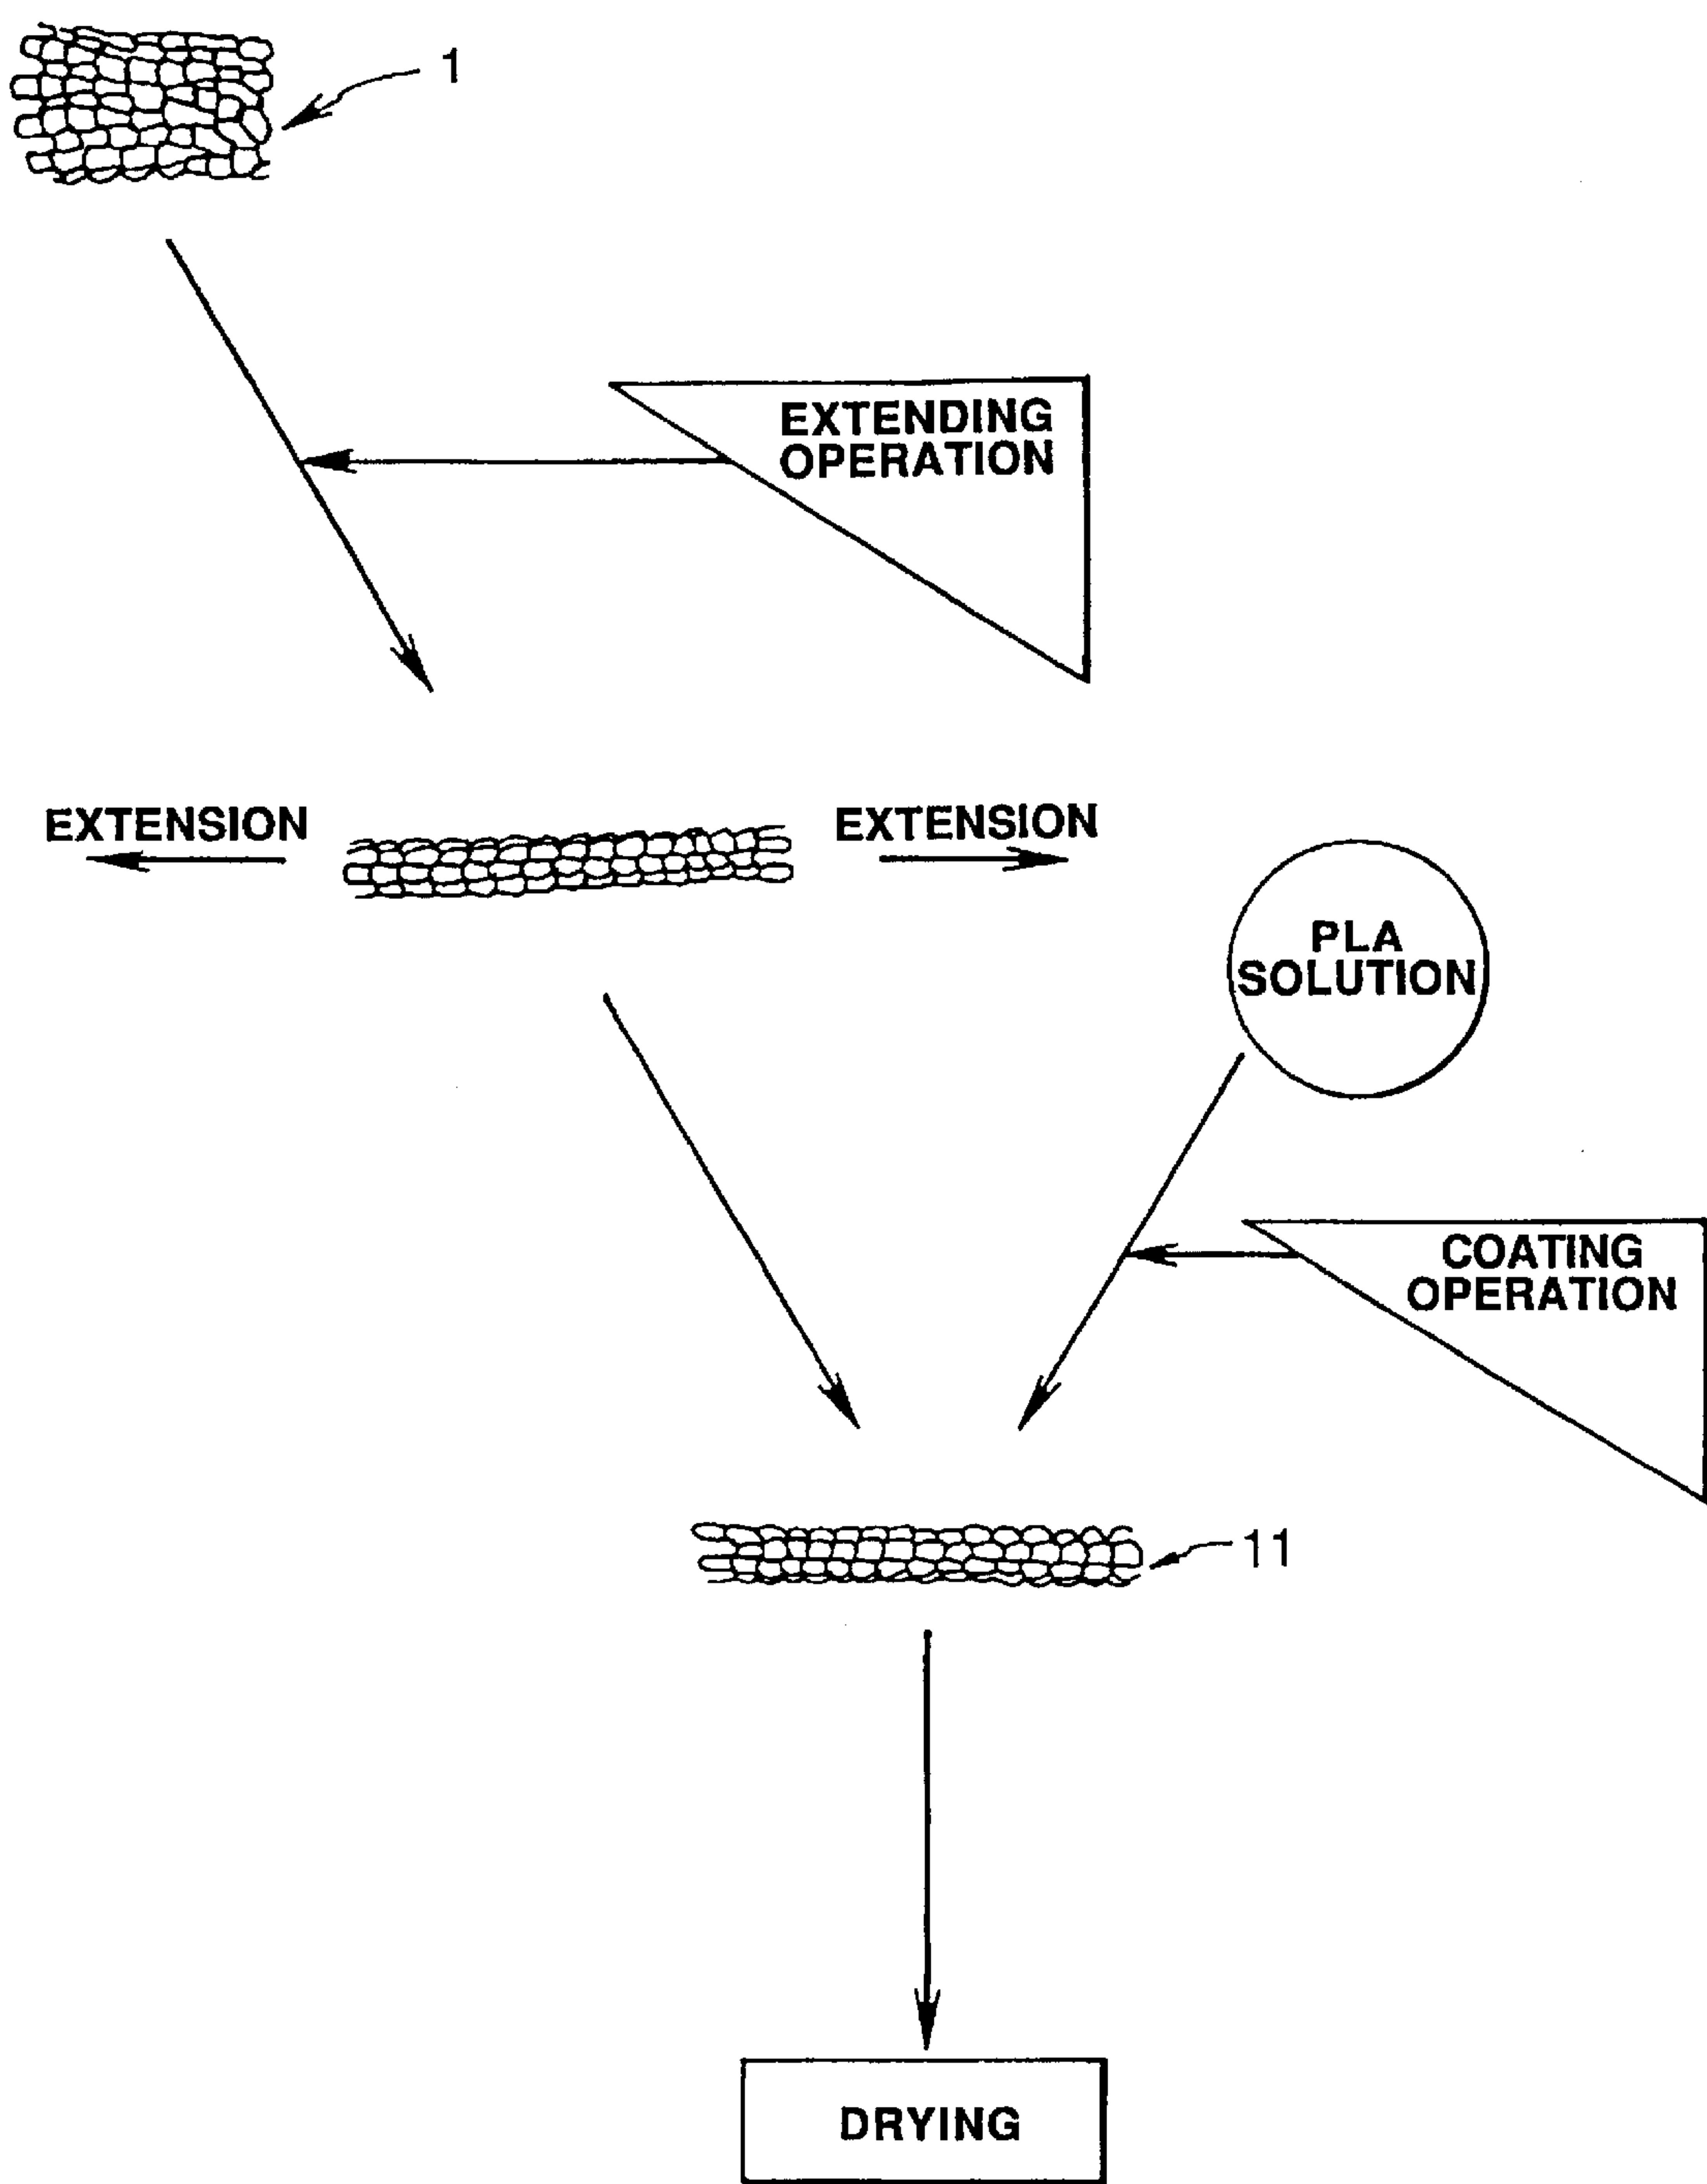 1
EXTENDING
OPERATION
EXTENSION
EXTENSION
PLA
SOLUTION
COATING
OPERATION
11
DRYING